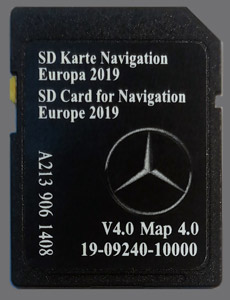 SD Karte Navigation
Europa 2019
SD Card for Navigation
Europe 2019
A213 906 1408
V4.0 Map 4.0
19-09240-10000